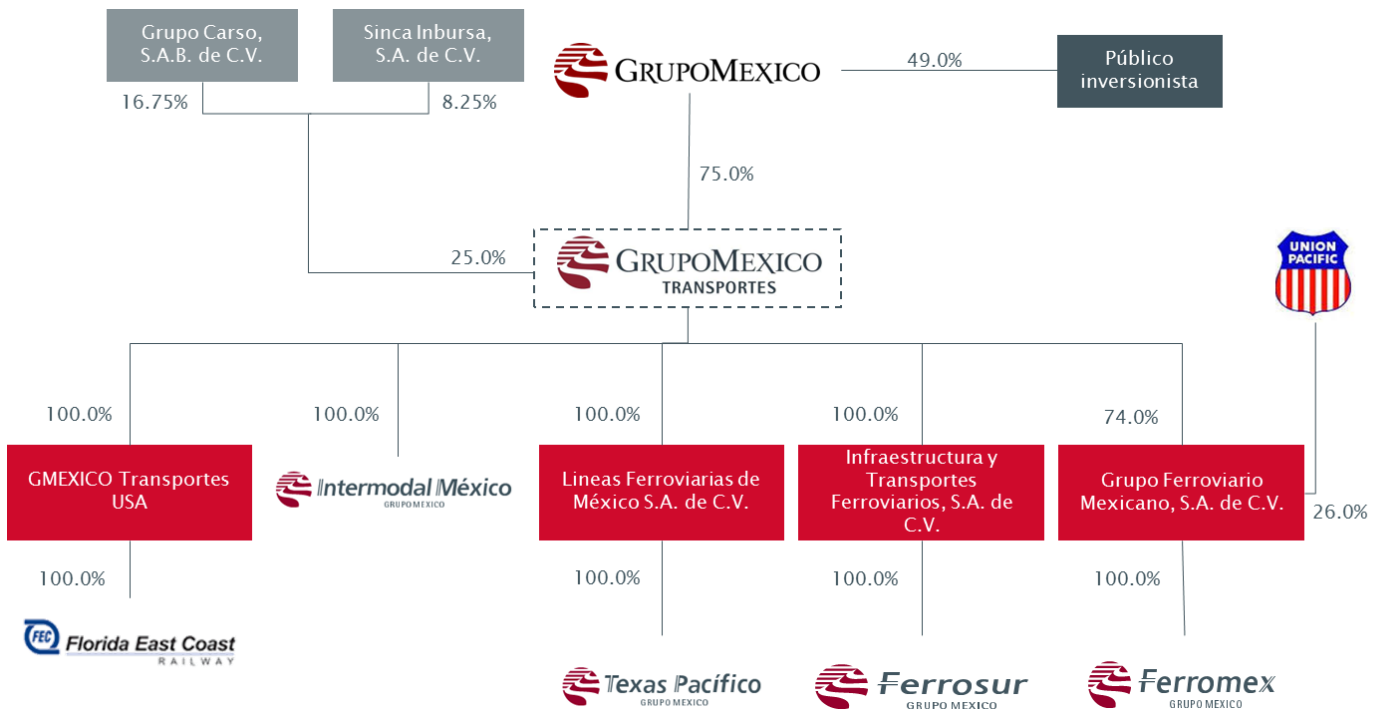 Grupo Carso,
S.A.B. de C.V.
Sinca Inbursa,
S.A. de C.V.
GRUPOMEXICO
49.0%
Público
inversionista
16.75%
8.25%
75.0%
25.0%
GRUPOMEXICO
TRANSPORTES
UNION
PACIFIC
100.0%
100.0%
100.0%
100.0%
74.0%
GMEXICO Transportes
USA
Intermodal México
GRUPO MEXICO
Lineas Ferroviarias de
México S.A. de C.V.
Infraestructura y
Transportes
Ferroviarios, S.A. de
C.V.
Grupo Ferroviario
Mexicano, S.A. de C.V.
26.0%
100.0%
100.0%
100.0%
100.0%
FEC
Florida East Coast
RAILWAY
Texas Pacífico
GRUPO MEXICO
Ferrosur
GRUPO MEXICO
Ferromex
GRUPO MEXICO